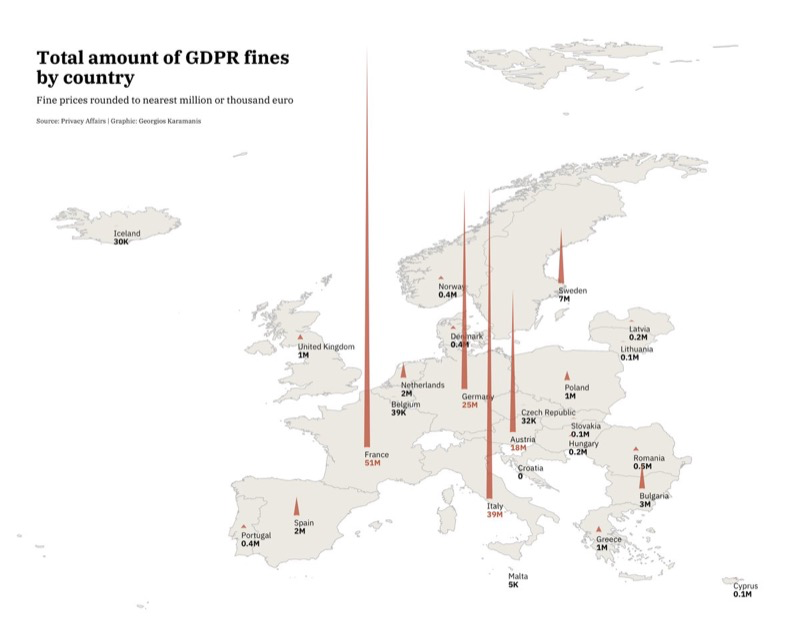 Total amount of GDPR fines
by country
Fine prices rounded to nearest million or thousand euro
Source: Privacy Affairs | Graphic: Georgios Karamanis
Iceland
30K
Norway
0.4M
Sweden
7M
Denmark
0.4M
Latvia
0.2M
Lithuania
0.1M
United Kingdom
1M
Netherlands
2M
Belgium
39K
Germany
25M
Poland
1M
Czech Republic
32K
Slovakia
0.1M
Hungary
0.2M
Austria
18M
France
51M
Croatia
0
Romania
0.5M
Bulgaria
3M
Italy
39M
Spain
2M
Portugal
0.4M
Greece
1M
Malta
5K
Cyprus
0.1M